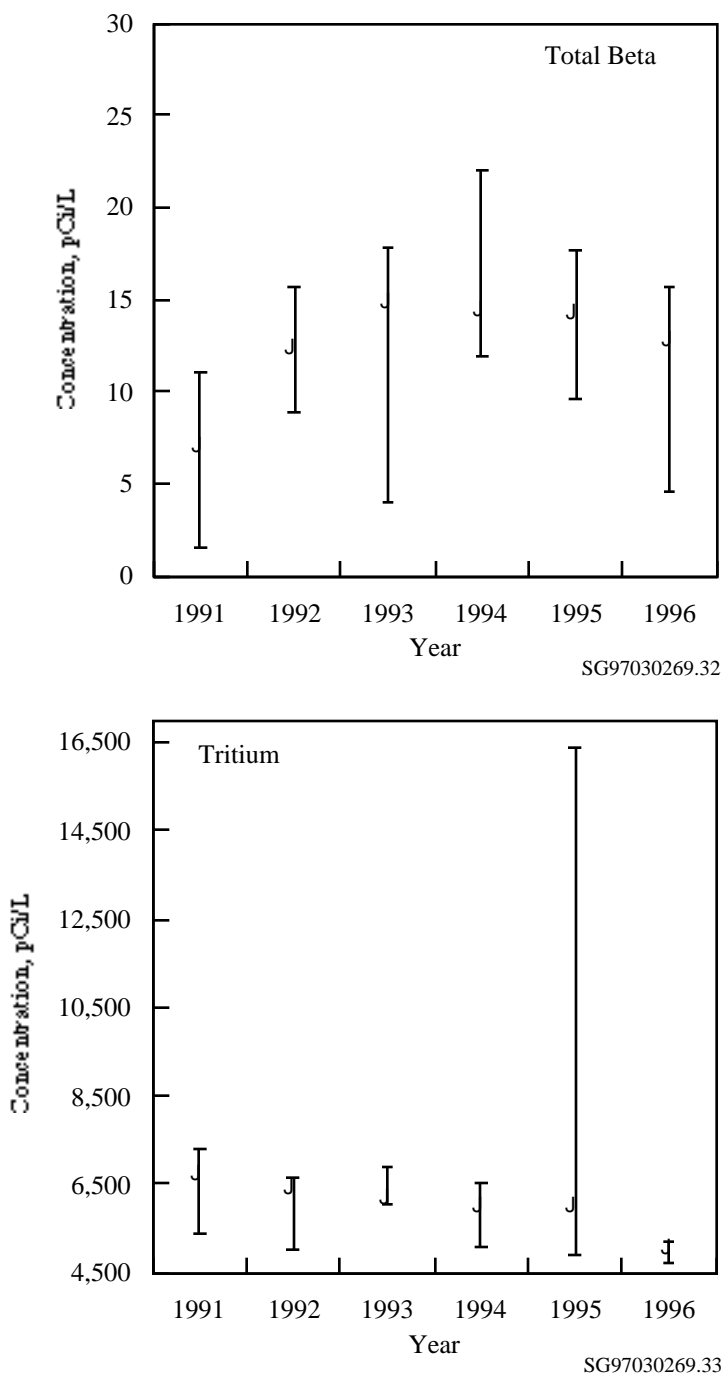 30
Total Beta
25
20
15
10
5
0
Concentration, pCi/L
J
J
J
J
J
J
1991 1992 1993 1994 1995 1996
Year
SG97030269.32
16,500
Tritium
14,500
12,500
10,500
8,500
6,500
4,500
Concentration, pCi/L
J
J
J
J
J
J
1991 1992 1993 1994 1995 1996
Year
SG97030269.33